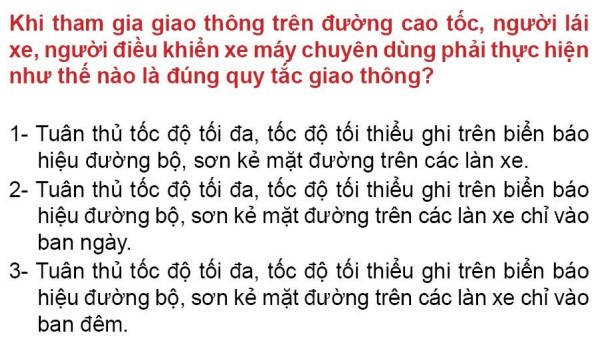 Khi tham gia giao thông trên đường cao tốc, người lái
xe, người điều khiển xe máy chuyên dùng phải thực hiện
như thế nào là đúng quy tắc giao thông?
1- Tuân thủ tốc độ tối đa, tốc độ tối thiểu ghi trên biển báo
hiệu đường bộ, sơn kẻ mặt đường trên các làn xe.
2- Tuân thủ tốc độ tối đa, tốc độ tối thiểu ghi trên biển báo
hiệu đường bộ, sơn kẻ mặt đường trên các làn xe chỉ vào
ban ngày.
3- Tuân thủ tốc độ tối đa, tốc độ tối thiểu ghi trên biển báo
hiệu đường bộ, sơn kẻ mặt đường trên các làn xe chỉ vào
ban đêm.